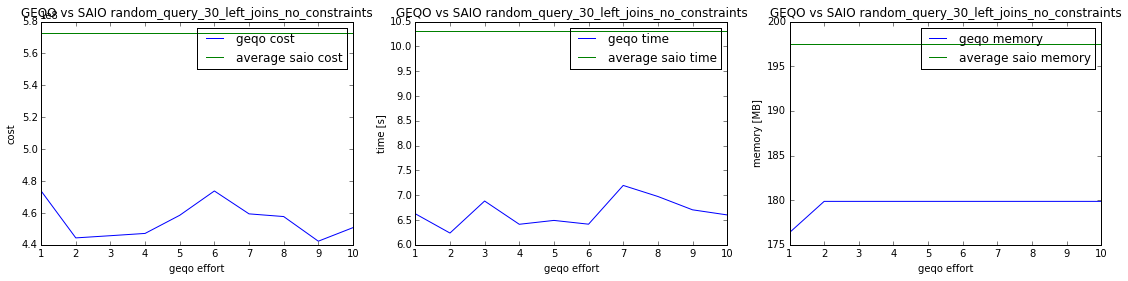 GEQO vs SAIO random_query_30_left_joins_no_constraints
1e8
5.8
5.6
5.4
5.2
5.0
4.8
4.6
4.4
cost
geqo cost
average saio cost
1 2 3 4 5 6 7 8 9 10
geqo effort
GEQO vs SAIO random_query_30_left_joins_no_constraints
10.5
10.0
9.5
9.0
8.5
8.0
7.5
7.0
6.5
6.0
time [s]
geqo time
average saio time
1 2 3 4 5 6 7 8 9 10
geqo effort
GEQO vs SAIO random_query_30_left_joins_no_constraints
200
195
190
185
180
175
memory [MB]
geqo memory
average saio memory
1 2 3 4 5 6 7 8 9 10
geqo effort